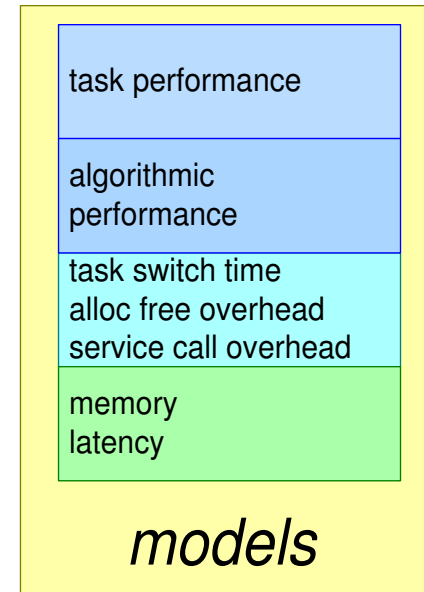 task performance
algorithmic
performance
task switch time
alloc free overhead
service call overhead
memory
latency
models